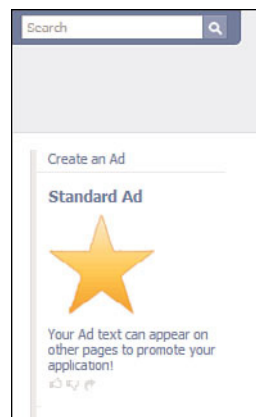 Search
Create an Ad
Standard Ad
Your Ad text can appear on
other pages to promote your
application!